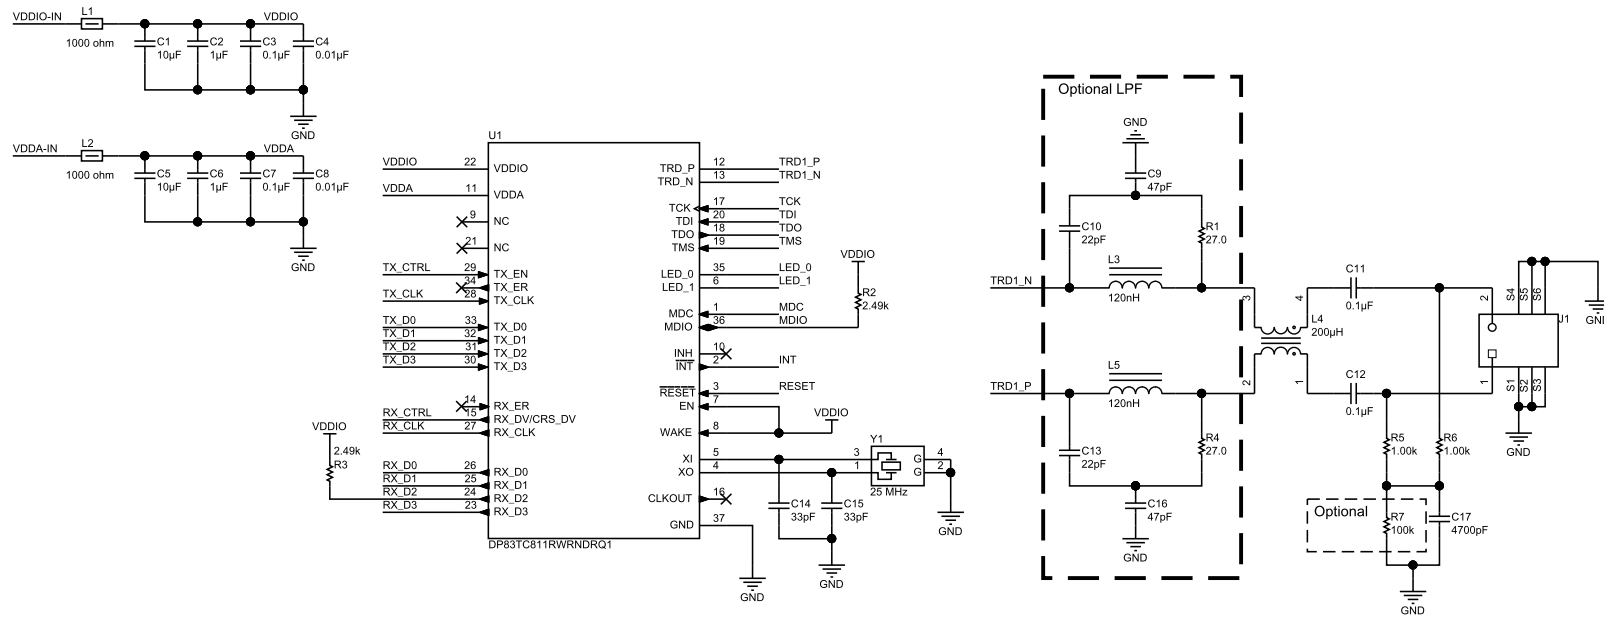 VDDIO-IN
L1
1000 ohm
VDDIO
C1
10µF
C2
1µF
C3
0.1µF
C4
0.01µF
GND
VDDA-IN
L2
1000 ohm
VDDA
C5
10µF
C6
1µF
C7
0.1µF
C8
0.01µF
GND
U1
VDDIO 22 VDDIO
VDDA 11 VDDA
9 NC
21 NC
TX_CTRL 29 TX_EN
34 TX_ER
TX_CLK 28 TX_CLK
TX_D0 33 TX_D0
TX_D1 32 TX_D1
TX_D2 31 TX_D2
TX_D3 30 TX_D3
14 RX_ER
RX_CTRL 15 RX_DV/CRS_DV
RX_CLK 27 RX_CLK
VDDIO
2.49k
R3
RX_D0 26 RX_D0
RX_D1 25 RX_D1
RX_D2 24 RX_D2
RX_D3 23 RX_D3
TRD_P 12 TRD1_P
TRD_N 13 TRD1_N
TCK 17 TCK
TDI 20 TDI
TDO 18 TDO
TMS 19 TMS
LED_0 35 LED_0
LED_1 6 LED_1
MDC 1 MDC
MDIO 36 MDIO
VDDIO
R2
2.49k
INH 10
INT 2 INT
RESET 3 RESET
EN 7
WAKE 8
VDDIO
XI 5
XO 4
CLKOUT 16
GND 37
DP83TC811RWRNDRQ1
GND
C14
33pF
C15
33pF
GND
Y1
3
1
G 4
G 2
25 MHz
GND
Optional LPF
GND
C9
47pF
C10
22pF
R1
27.0
TRD1_N
L3
120nH
TRD1_P
L5
120nH
C13
22pF
R4
27.0
C16
47pF
GND
3
4
L4
200µH
2
1
C11
0.1µF
C12
0.1µF
R5
1.00k
R6
1.00k
Optional
R7
100k
C17
4700pF
GND
2
S4
S5
S6
GND
J1
1
S1
S2
S3
GND